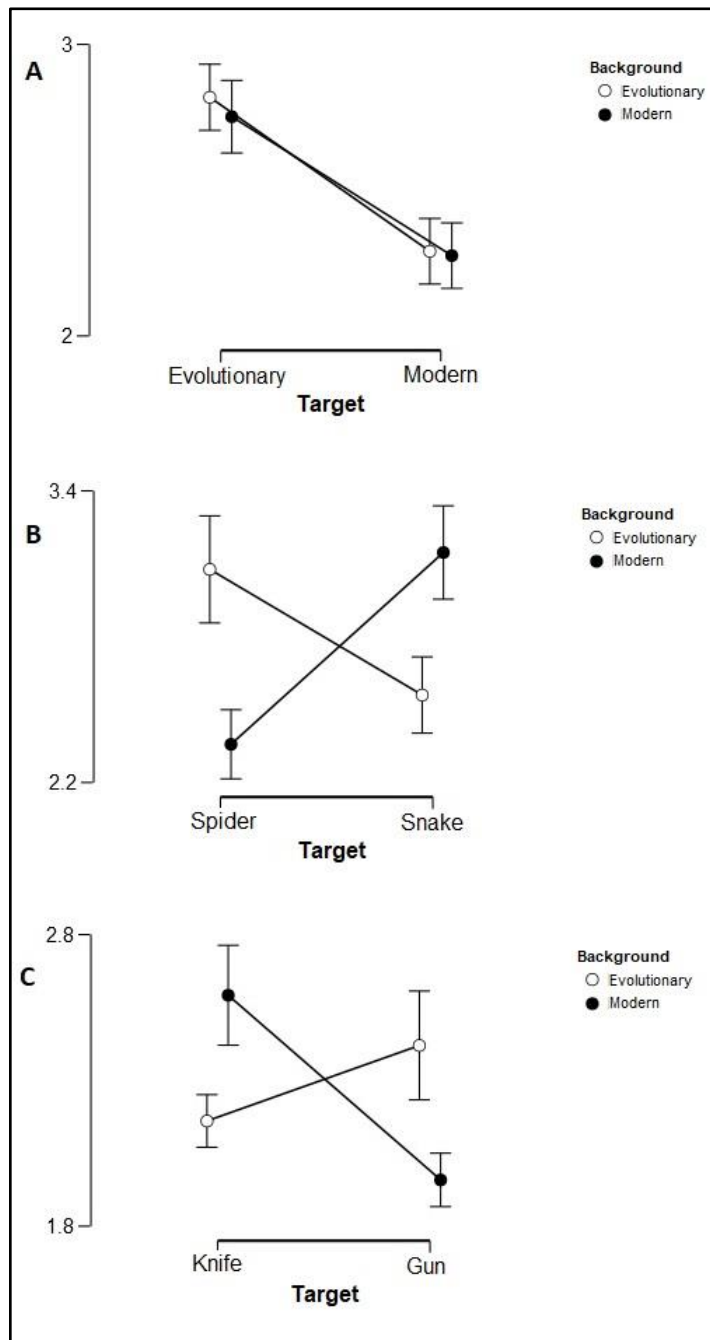 3
A
Background
Evolutionary
Modern
2
Evolutionary Modern
Target
3.4
B
Background
Evolutionary
Modern
2.2
Spider Snake
Target
2.8
C
Background
Evolutionary
Modern
1.8
Knife Gun
Target